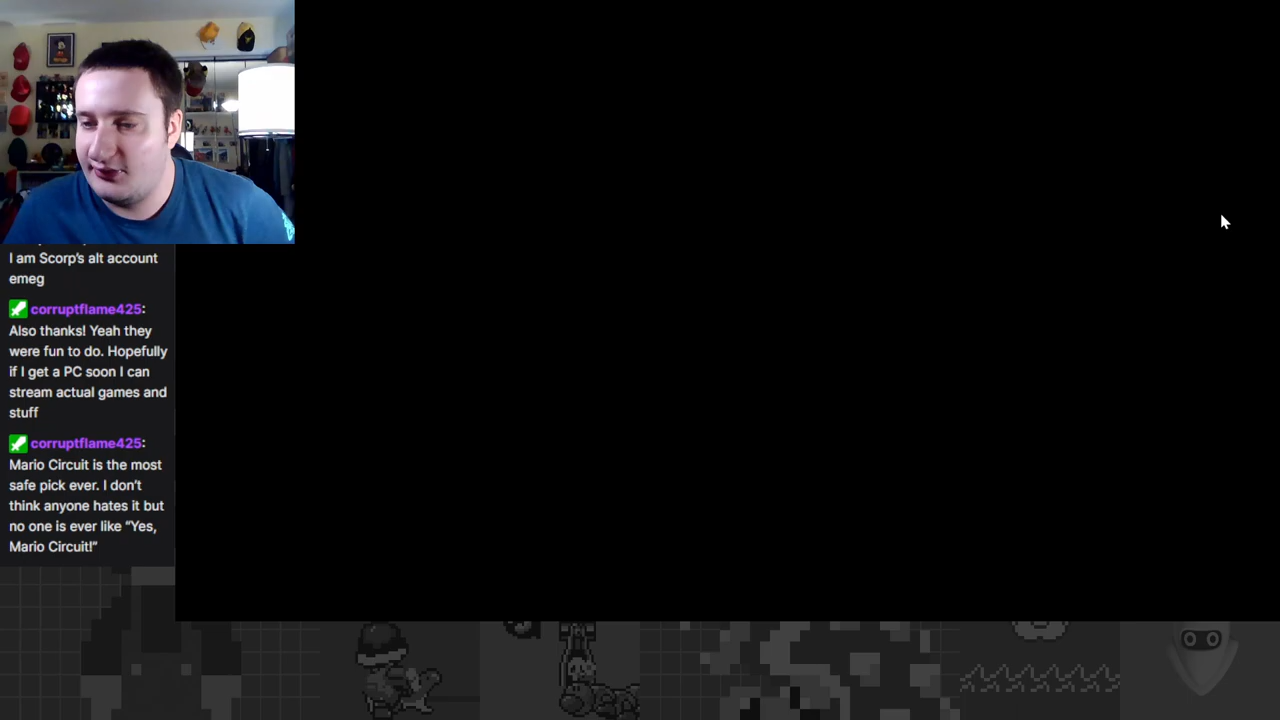 I am Scorp's alt account
emeg
corruptflame425:
Also thanks! Yeah they
were fun to do. Hopefully
if I get a PC soon I can
stream actual games and
stuff
corruptflame425:
Mario Circuit is the most
safe pick ever. I don't
think anyone hates it but
no one is ever like “Yes,
Mario Circuit!”